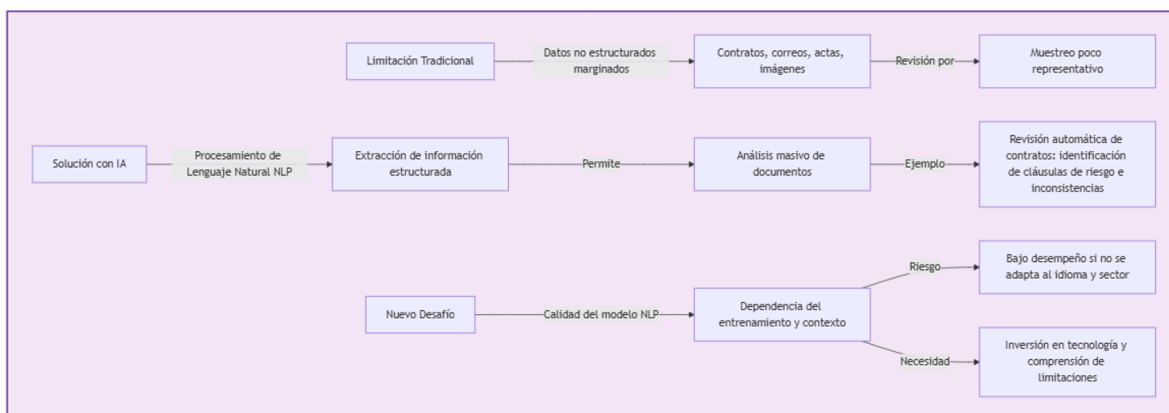 Limitación Tradicional
Datos no estructurados
marginados
Contratos, correos, actas,
imágenes
Revisión por
Muestreo poco
representativo
Solución con IA
Procesamiento de
Lenguaje Natural NLP
Extracción de información
estructurada
Permite
Análisis masivo de
documentos
Ejemplo
Revisión automática de
contratos: identificación
de cláusulas de riesgo e
inconsistencias
Nuevo Desafío
Calidad del modelo NLP
Dependencia del
entrenamiento y contexto
Riesgo
Bajo desempeño si no se
adapta al idioma y sector
Necesidad
Inversión en tecnología y
comprensión de
limitaciones